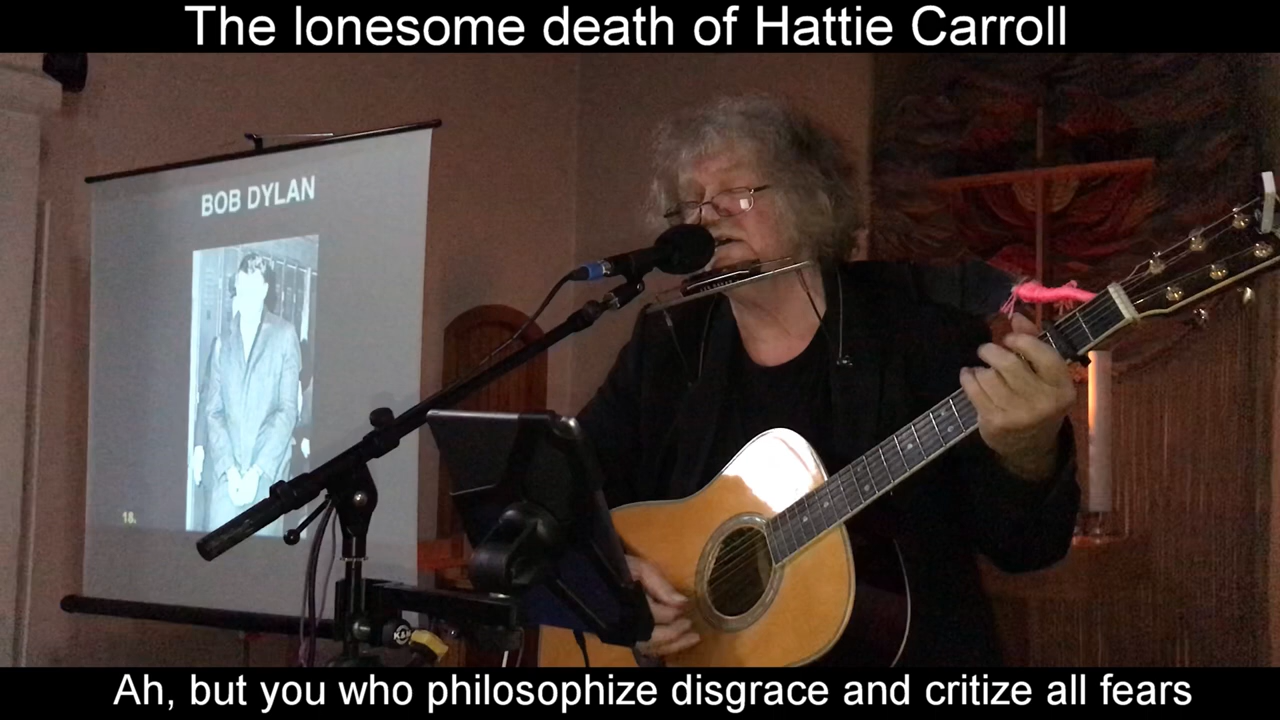 The lonesome death of Hattie Carroll
BOB DYLAN
18.
K&M
Ah, but you who philosophize disgrace and critize all fears